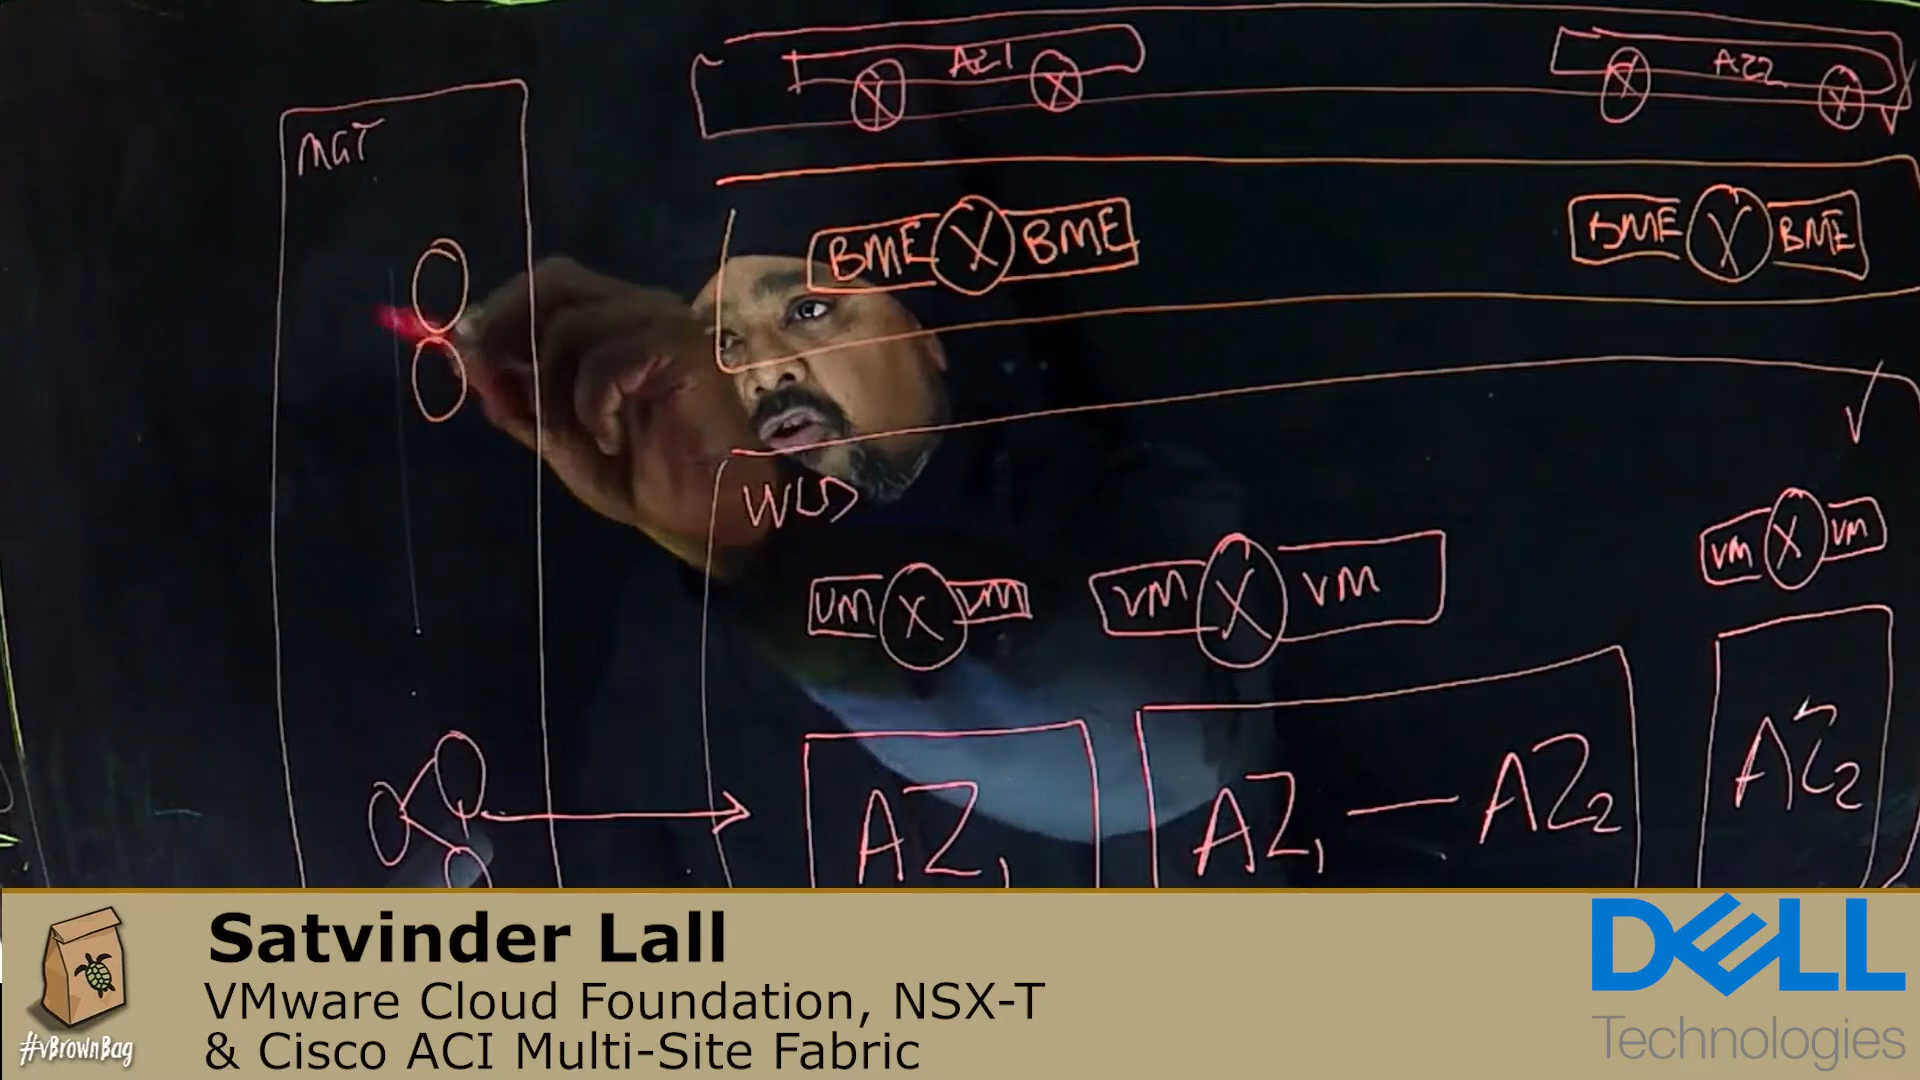 AZ1 AZ2
X X X X
MGT
BME X BME BME X BME
WLD
VM X VM VM X VM VM X VM
AZ1 AZ1 — AZ2 AZ2
Satvinder Lall
VMware Cloud Foundation, NSX-T
& Cisco ACI Multi-Site Fabric
#vBrownBag
DELL
Technologies